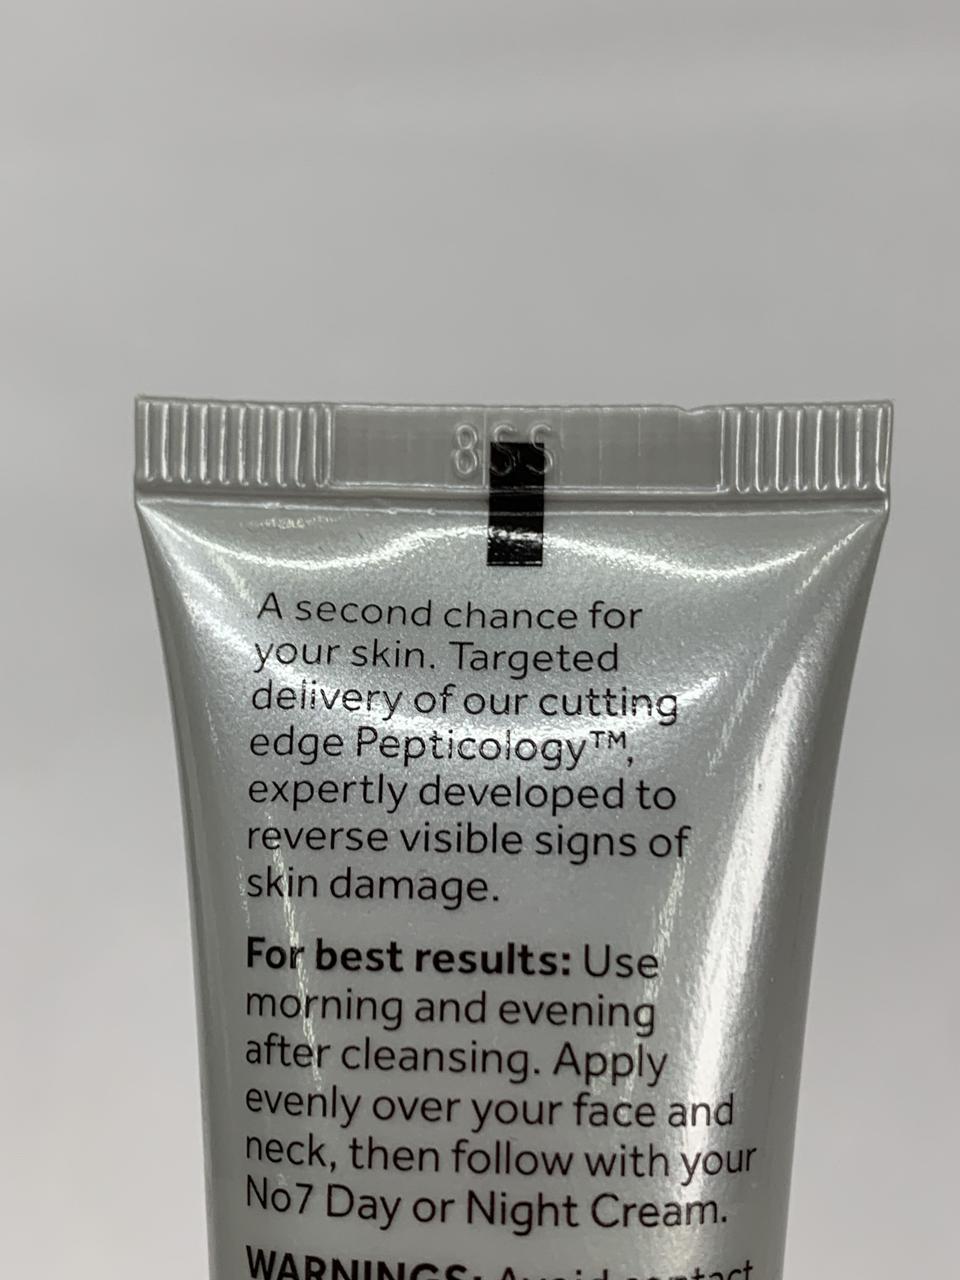 A second chance for
your skin. Targeted
delivery of our cutting
edge Pepticology™,
expertly developed to
reverse visible signs of
skin damage.
For best results: Use
morning and evening
after cleansing. Apply
evenly over your face and
neck, then follow with your
No7 Day or Night Cream.
WARNINGS: Avoid contact